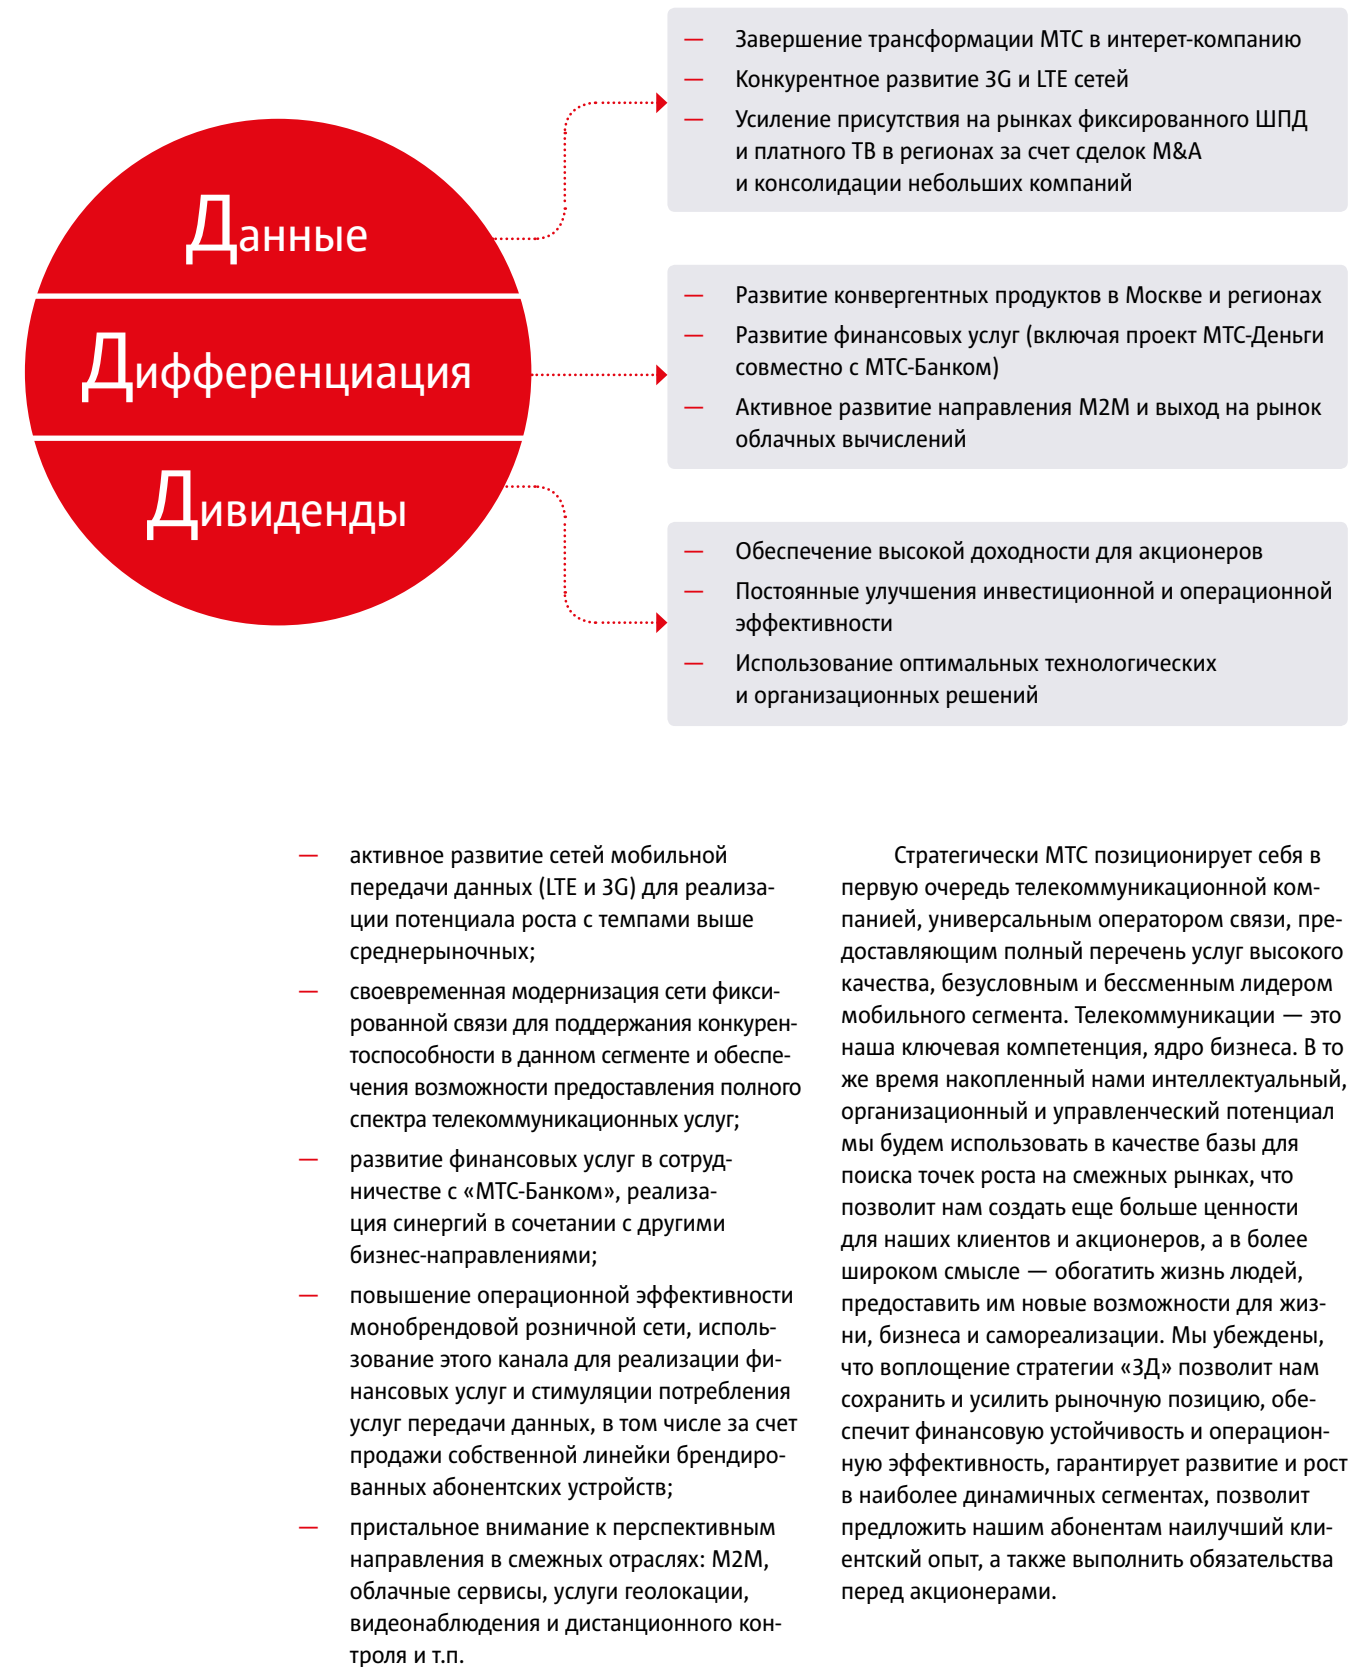 Данные
Дифференциация
Дивиденды
— Завершение трансформации МТС в интерет-компанию
— Конкурентное развитие 3G и LTE сетей
— Усиление присутствия на рынках фиксированного ШПД
и платного ТВ в регионах за счет сделок M&A
и консолидации небольших компаний
— Развитие конвергентных продуктов в Москве и регионах
— Развитие финансовых услуг (включая проект МТС-Деньги
совместно с МТС-Банком)
— Активное развитие направления М2М и выход на рынок
облачных вычислений
— Обеспечение высокой доходности для акционеров
— Постоянные улучшения инвестиционной и операционной
эффективности
— Использование оптимальных технологических
и организационных решений
— активное развитие сетей мобильной
передачи данных (LTE и 3G) для реализа-
ции потенциала роста с темпами выше
среднерыночных;
— своевременная модернизация сети фикси-
рованной связи для поддержания конкурен-
тоспособности в данном сегменте и обеспе-
чения возможности предоставления полного
спектра телекоммуникационных услуг;
— развитие финансовых услуг в сотруд-
ничестве с «МТС-Банком», реализа-
ция синергий в сочетании с другими
бизнес-направлениями;
— повышение операционной эффективности
монобрендовой розничной сети, исполь-
зование этого канала для реализации фи-
нансовых услуг и стимуляции потребления
услуг передачи данных, в том числе за счет
продажи собственной линейки брендиро-
ванных абонентских устройств;
— пристальное внимание к перспективным
направления в смежных отраслях: М2М,
облачные сервисы, услуги геолокации,
видеонаблюдения и дистанционного кон-
троля и т.п.
Стратегически МТС позиционирует себя в
первую очередь телекоммуникационной ком-
панией, универсальным оператором связи, пре-
доставляющим полный перечень услуг высокого
качества, безусловным и бессменным лидером
мобильного сегмента. Телекоммуникации — это
наша ключевая компетенция, ядро бизнеса. В то
же время накопленный нами интеллектуальный,
организационный и управленческий потенциал
мы будем использовать в качестве базы для
поиска точек роста на смежных рынках, что
позволит нам создать еще больше ценности
для наших клиентов и акционеров, а в более
широком смысле — обогатить жизнь людей,
предоставить им новые возможности для жиз-
ни, бизнеса и самореализации. Мы убеждены,
что воплощение стратегии «3Д» позволит нам
сохранить и усилить рыночную позицию, обе-
спечит финансовую устойчивость и операцион-
ную эффективность, гарантирует развитие и рост
в наиболее динамичных сегментах, позволит
предложить нашим абонентам наилучший кли-
ентский опыт, а также выполнить обязательства
перед акционерами.